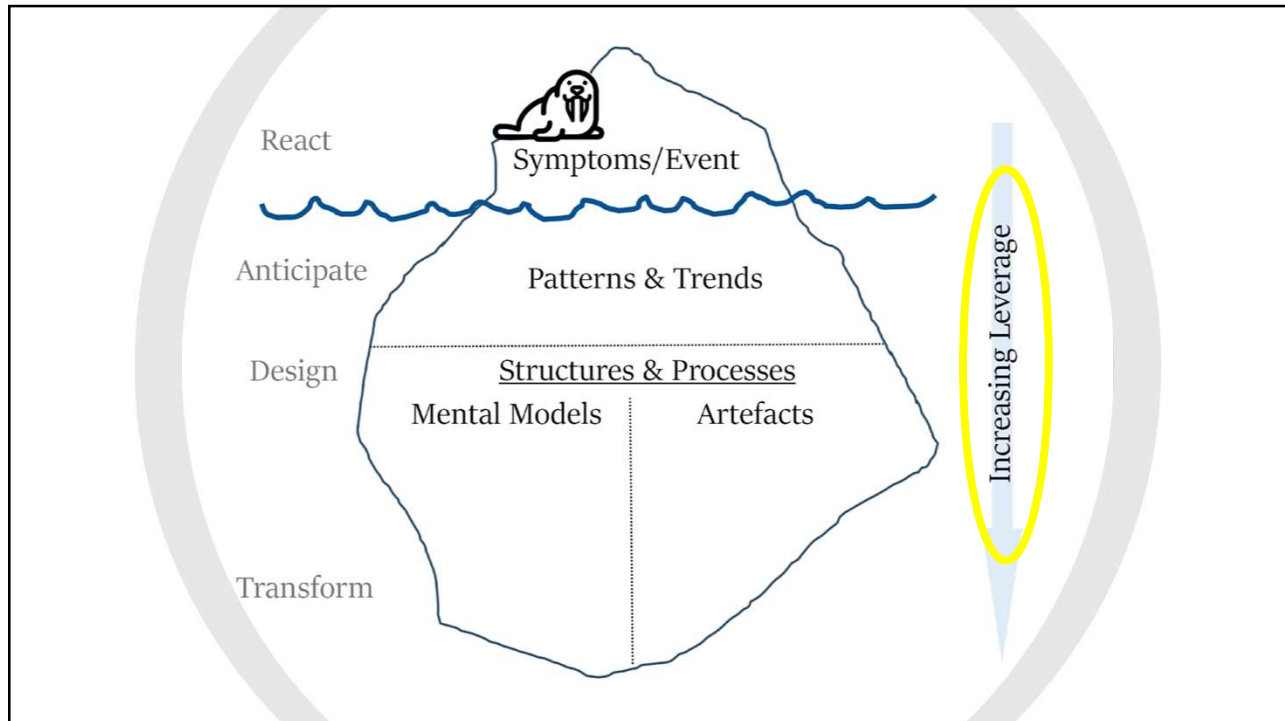 React
Symptoms/Event
Anticipate
Patterns & Trends
Design
Structures & Processes
Mental Models
Artefacts
Transform
Increasing Leverage